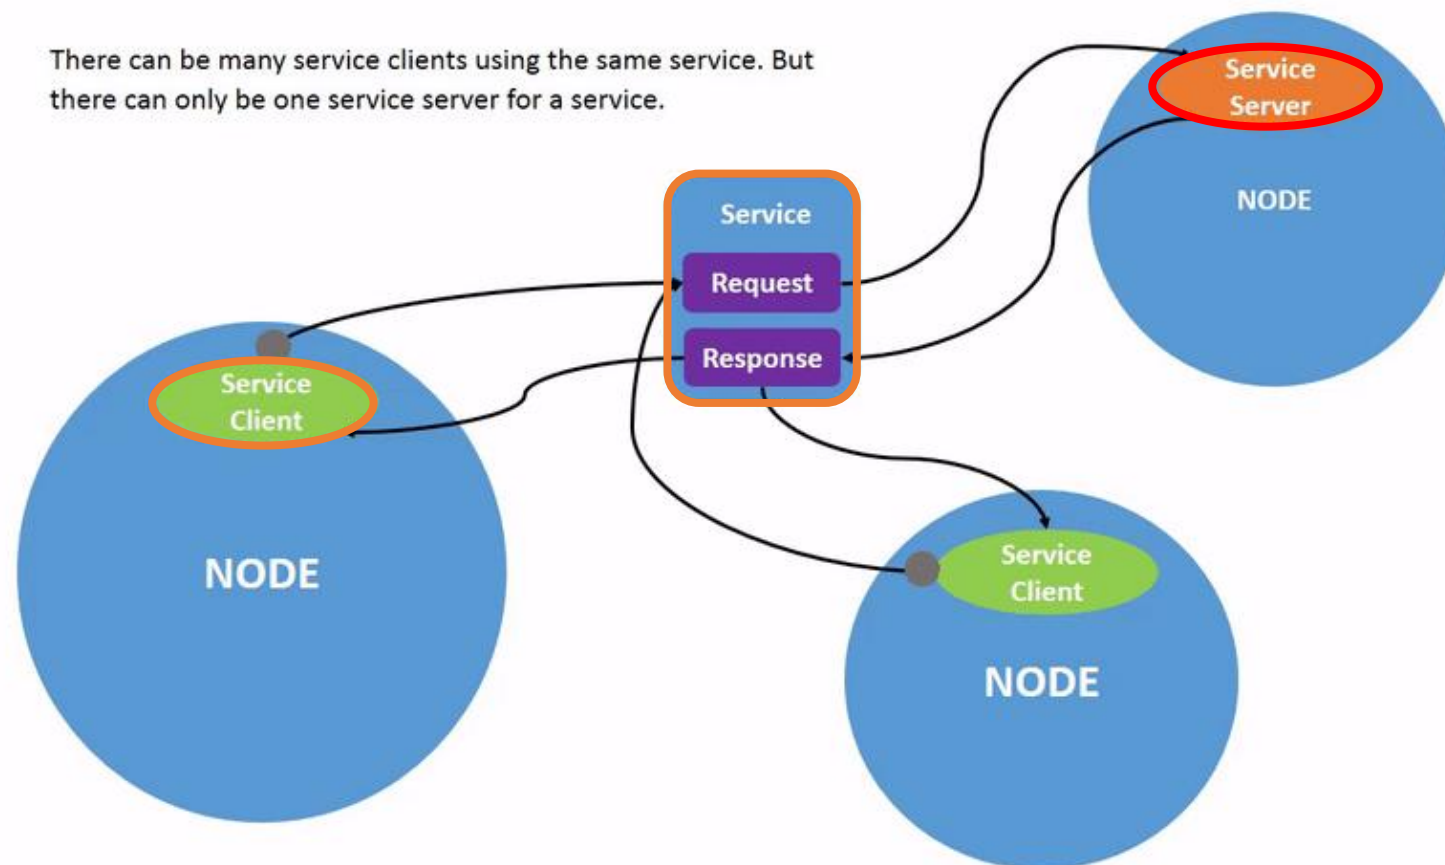 There can be many service clients using the same service. But
there can only be one service server for a service.
Service
Server
NODE
Service
Request
Response
Service
Client
NODE
Service
Client
NODE